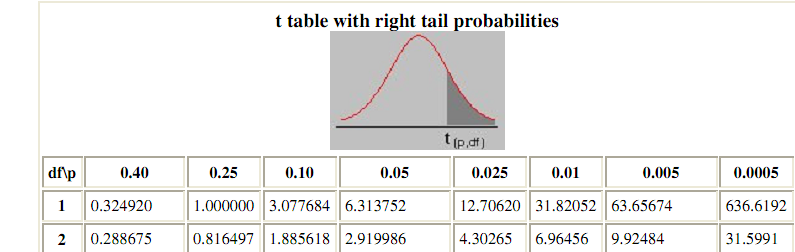 t table with right tail probabilities
t (p,df)
df\p 0.40 0.25 0.10 0.05 0.025 0.01 0.005 0.0005
1 0.324920 1.000000 3.077684 6.313752 12.70620 31.82052 63.65674 636.6192
2 0.288675 0.816497 1.885618 2.919986 4.30265 6.96456 9.92484 31.5991